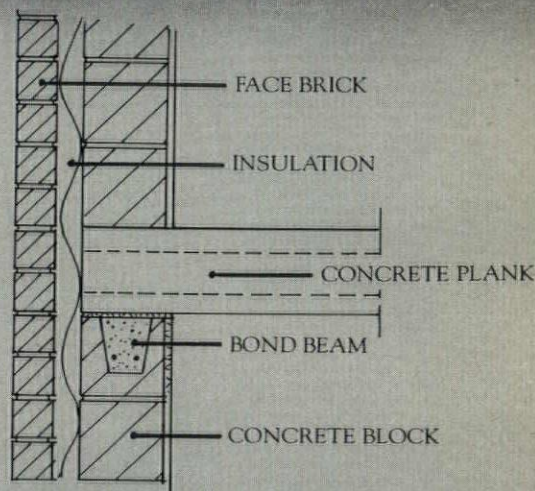 FACE BRICK
INSULATION
CONCRETE PLANK
BOND BEAM
CONCRETE BLOCK